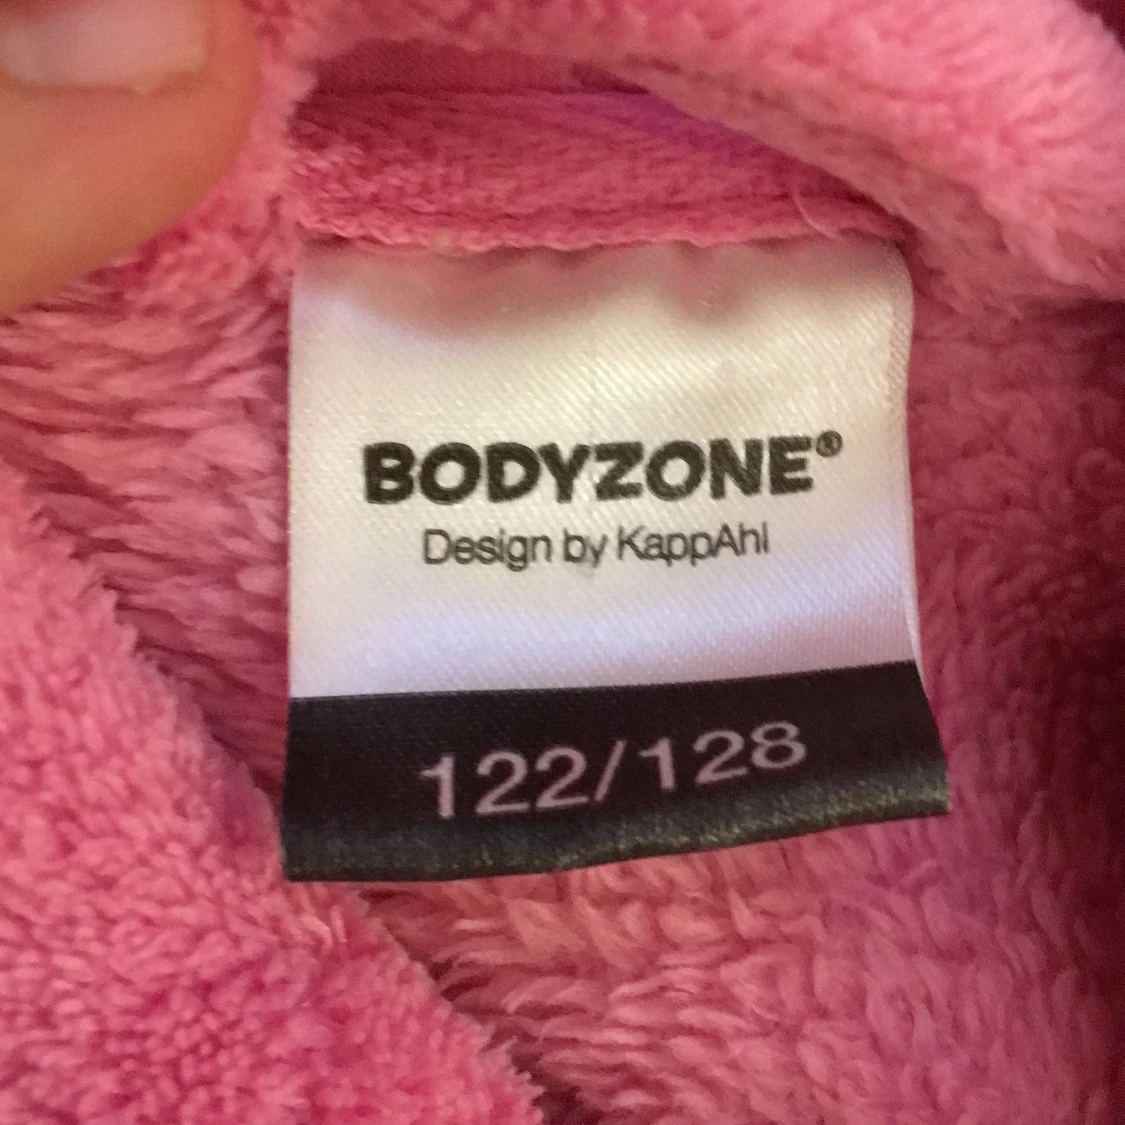 BODYZONE®
Design by KappAhl
122/128